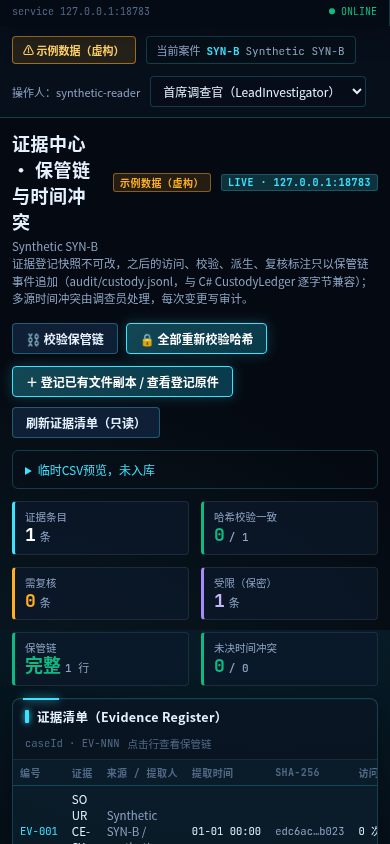 service 127.0.0.1:18783
ONLINE
⚠ 示例数据（虚构）
当前案件 SYN-B Synthetic SYN-B
操作人: synthetic-reader
首席调查官（LeadInvestigator）
证据中心
· 保管链
与时间冲
突
示例数据（虚构）
LIVE · 127.0.0.1:18783
Synthetic SYN-B
证据登记快照不可改，之后的访问、校验、派生、复核标注只以保管链
事件追加（audit/custody.jsonl，与 C# CustodyLedger 逐字节兼容）；
多源时间冲突由调查员处理，每次变更写审计。
⛓ 校验保管链
🔒 全部重新校验哈希
＋ 登记已有文件副本 / 查看登记原件
刷新证据清单（只读）
▶ 临时CSV预览，未入库
证据条目
1 条
哈希校验一致
0 / 1
需复核
0 条
受限（保密）
1 条
保管链
完整 1 行
未决时间冲突
0 / 0
证据清单（Evidence Register）
caseId · EV-NNN 点击行查看保管链
编号 证据 来源 / 提取人 提取时间 SHA-256
SO
UR
EV-001 CE- Synthetic SYN-B / 01-01 00:00 edc6ac…b023